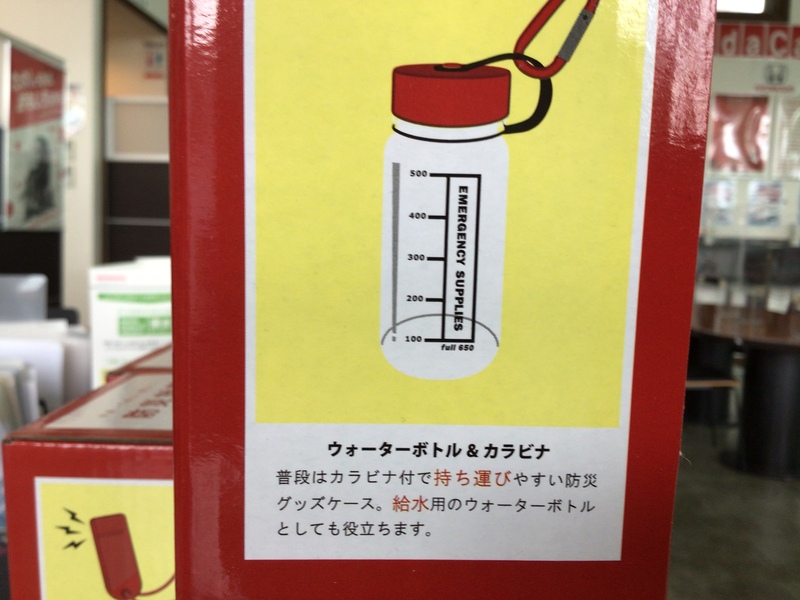 500
400
300
200
100
EMERGENCY SUPPLIES
full 650
ウォーターボトル & カラビナ
普段はカラビナ付で持ち運びやすい防災
グッズケース。給水用のウォーターボトル
としても役立ちます。
daCa